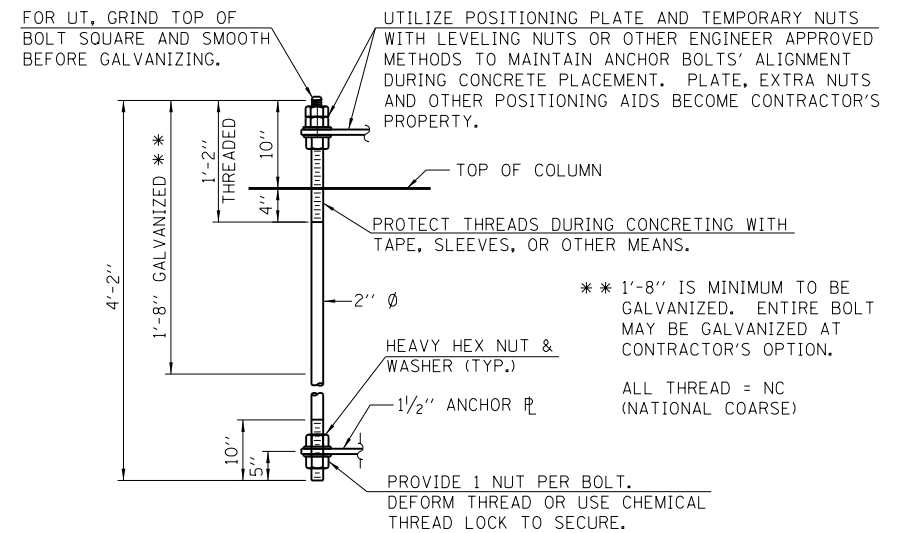 FOR UT, GRIND TOP OF
BOLT SQUARE AND SMOOTH
BEFORE GALVANIZING.
UTILIZE POSITIONING PLATE AND TEMPORARY NUTS
WITH LEVELING NUTS OR OTHER ENGINEER APPROVED
METHODS TO MAINTAIN ANCHOR BOLTS' ALIGNMENT
DURING CONCRETE PLACEMENT. PLATE, EXTRA NUTS
AND OTHER POSITIONING AIDS BECOME CONTRACTOR'S
PROPERTY.
4'-2''
1'-8'' GALVANIZED * *
1'-2''
THREADED
10''
4''
TOP OF COLUMN
PROTECT THREADS DURING CONCRETING WITH
TAPE, SLEEVES, OR OTHER MEANS.
2'' Ø
* * 1'-8'' IS MINIMUM TO BE
GALVANIZED. ENTIRE BOLT
MAY BE GALVANIZED AT
CONTRACTOR'S OPTION.
ALL THREAD = NC
(NATIONAL COARSE)
HEAVY HEX NUT &
WASHER (TYP.)
1 1/2'' ANCHOR PL
10''
5''
PROVIDE 1 NUT PER BOLT.
DEFORM THREAD OR USE CHEMICAL
THREAD LOCK TO SECURE.